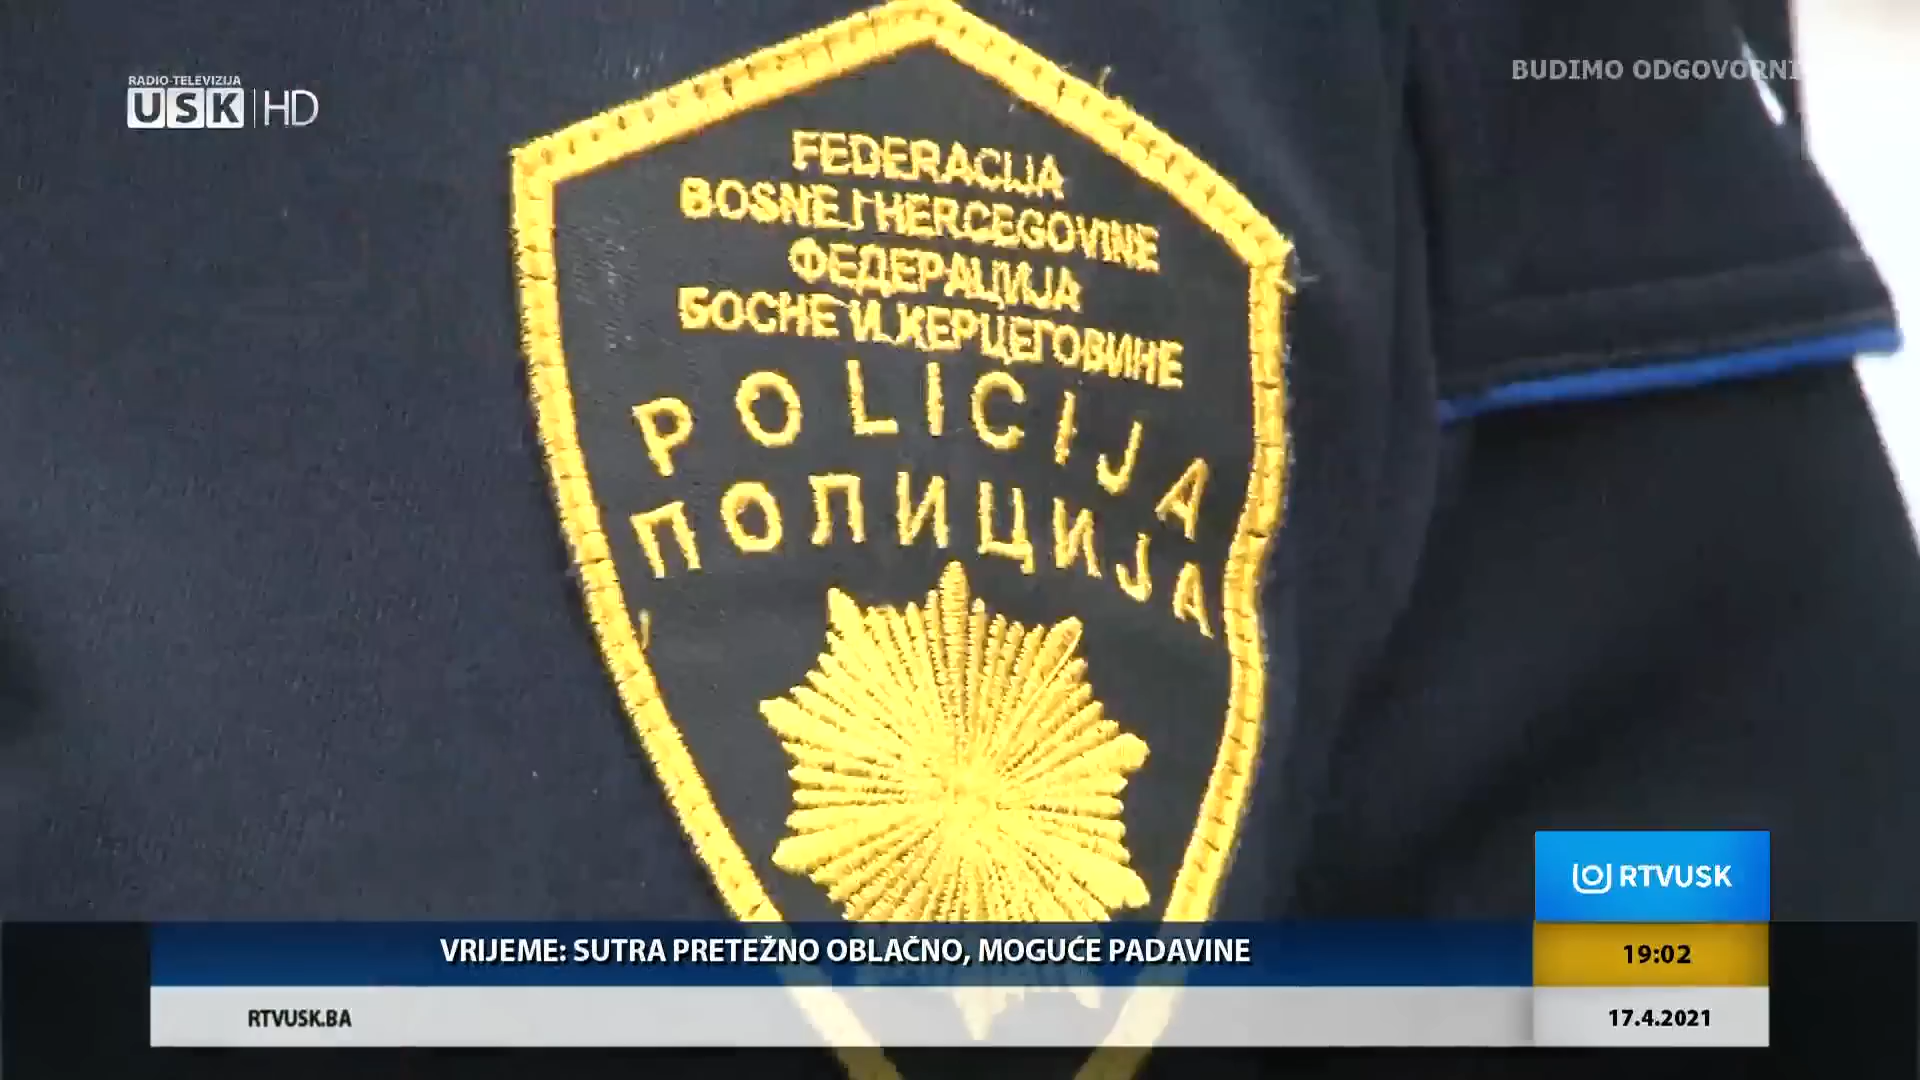 RADIO-TELEVIZIJA
USK HD
BUDIMO ODGOVORNI
FEDERACIJA
BOSNE I HERCEGOVINE
ФЕДЕРАЦИЈА
БОСНЕ И ХЕРЦЕГОВИНЕ
POLICIJA
ПОЛИЦИЈА
RTVUSK
VRIJEME: SUTRA PRETEŽNO OBLAČNO, MOGUĆE PADAVINE
19:02
RTVUSK.BA
17.4.2021